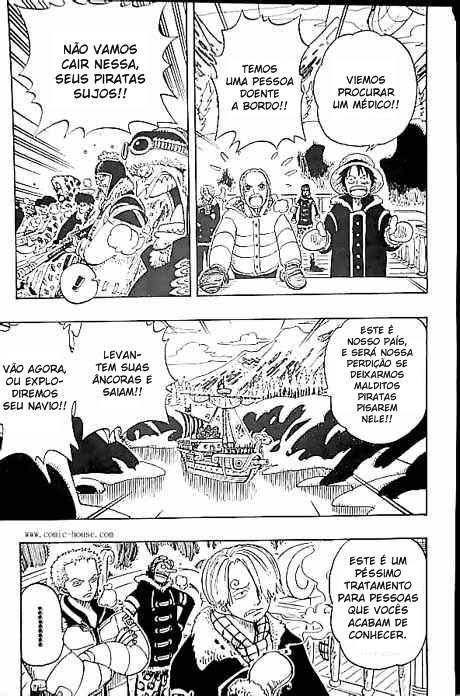 VIEMOS
PROCURAR
UM MÉDICO!!
TEMOS
UMA PESSOA
DOENTE
A BORDO!!
NÃO VAMOS
CAIR NESSA,
SEUS PIRATAS
SUJOS!!
ESTE É
NOSSO PAÍS,
E SERÁ NOSSA
PERDIÇÃO SE
DEIXARMOS
MALDITOS
PIRATAS
PISAREM
NELE!!
LEVAN-
TEM SUAS
ÂNCORAS E
SAIAM!!
VÃO AGORA,
OU EXPLO-
DIREMOS
SEU NAVIO!!
www.comic-house.com
ESTE É UM
PÉSSIMO
TRATAMENTO
PARA PESSOAS
QUE VOCÊS
ACABAM DE
CONHECER.